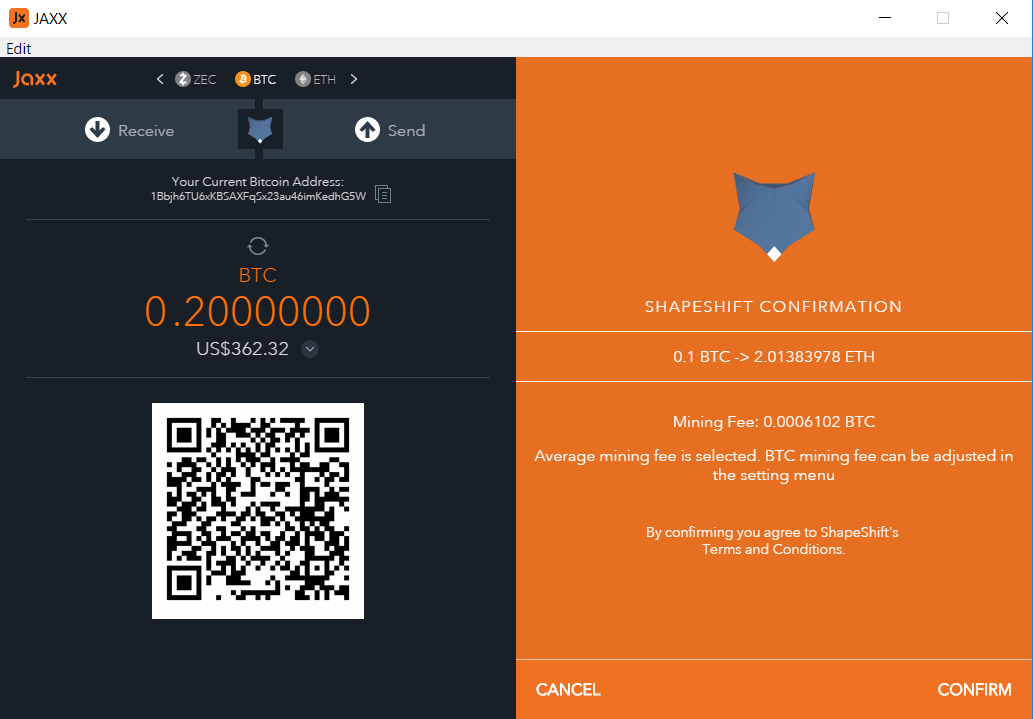 JAXX
Edit
Jaxx
ZEC BTC ETH
Receive
Send
Your Current Bitcoin Address:
1Bbjh6TU6xKBSAXFqSx23au46imKedhG5W
BTC
0.20000000
US$362.32
SHAPESHIFT CONFIRMATION
0.1 BTC -> 2.01383978 ETH
Mining Fee: 0.0006102 BTC
Average mining fee is selected. BTC mining fee can be adjusted in
the setting menu
By confirming you agree to ShapeShift's
Terms and Conditions.
CANCEL
CONFIRM